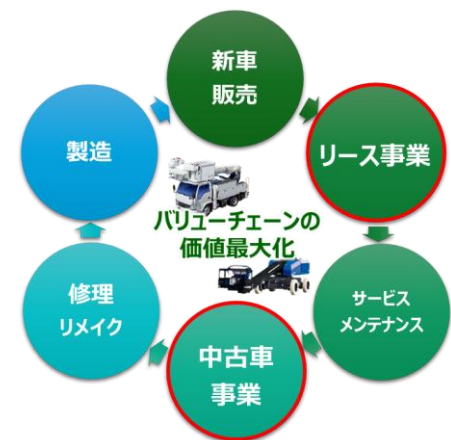 新車
販売
リース事業
サービス
メンテナンス
中古車
事業
修理
リメイク
製造
バリューチェーンの
価値最大化